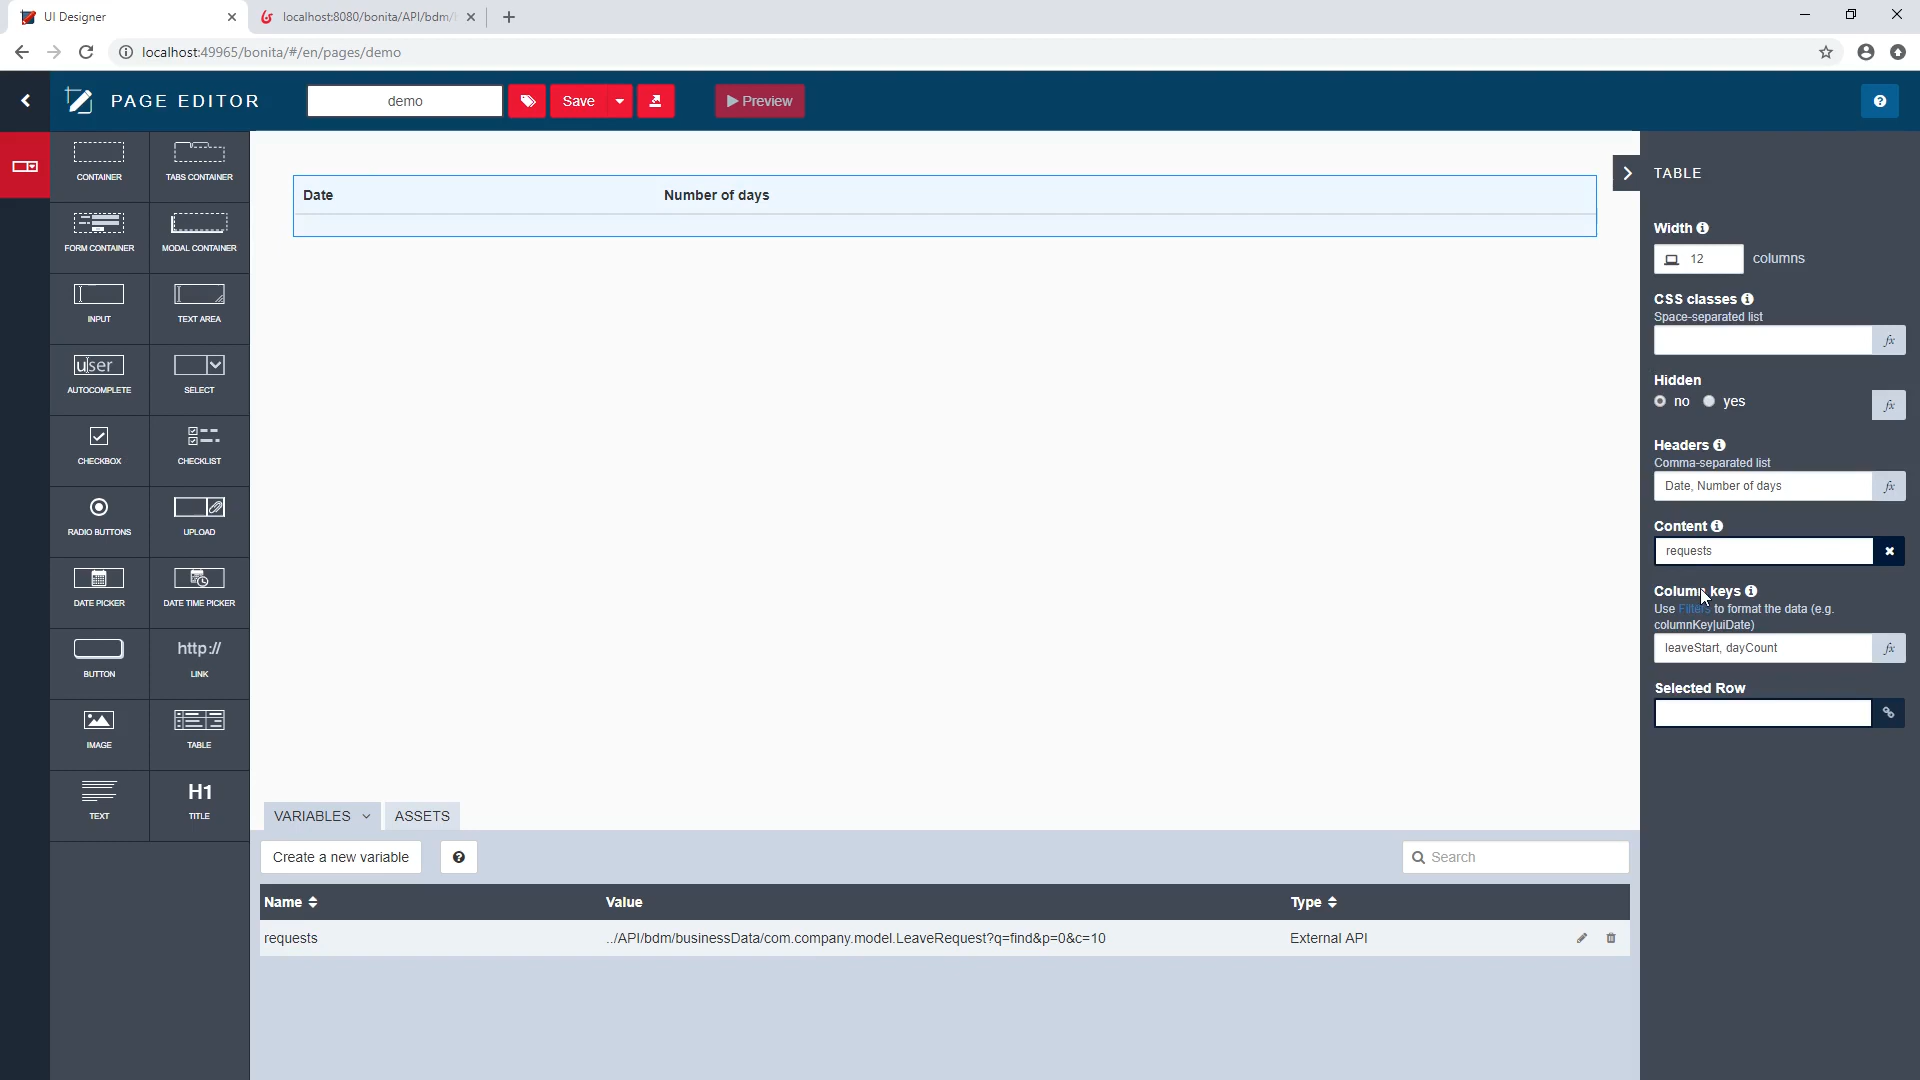 UI Designer
localhost:8080/bonita/API/bdm/
localhost:49965/bonita/#/en/pages/demo
PAGE EDITOR
demo
Save
Preview
CONTAINER
TABS CONTAINER
FORM CONTAINER
MODAL CONTAINER
INPUT
TEXT AREA
user
AUTOCOMPLETE
SELECT
CHECKBOX
CHECKLIST
RADIO BUTTONS
UPLOAD
DATE PICKER
DATE TIME PICKER
BUTTON
http://
LINK
IMAGE
TABLE
TEXT
H1
TITLE
Date
Number of days
VARIABLES
ASSETS
Create a new variable
Search
Name
Value
Type
requests
../API/bdm/businessData/com.company.model.LeaveRequest?q=find&p=0&c=10
External API
TABLE
Width
12
columns
CSS classes
Space-separated list
fx
Hidden
no
yes
fx
Headers
Comma-separated list
Date, Number of days
fx
Content
requests
Column keys
Use Filters to format the data (e.g.
columnKey|uiDate)
leaveStart, dayCount
fx
Selected Row